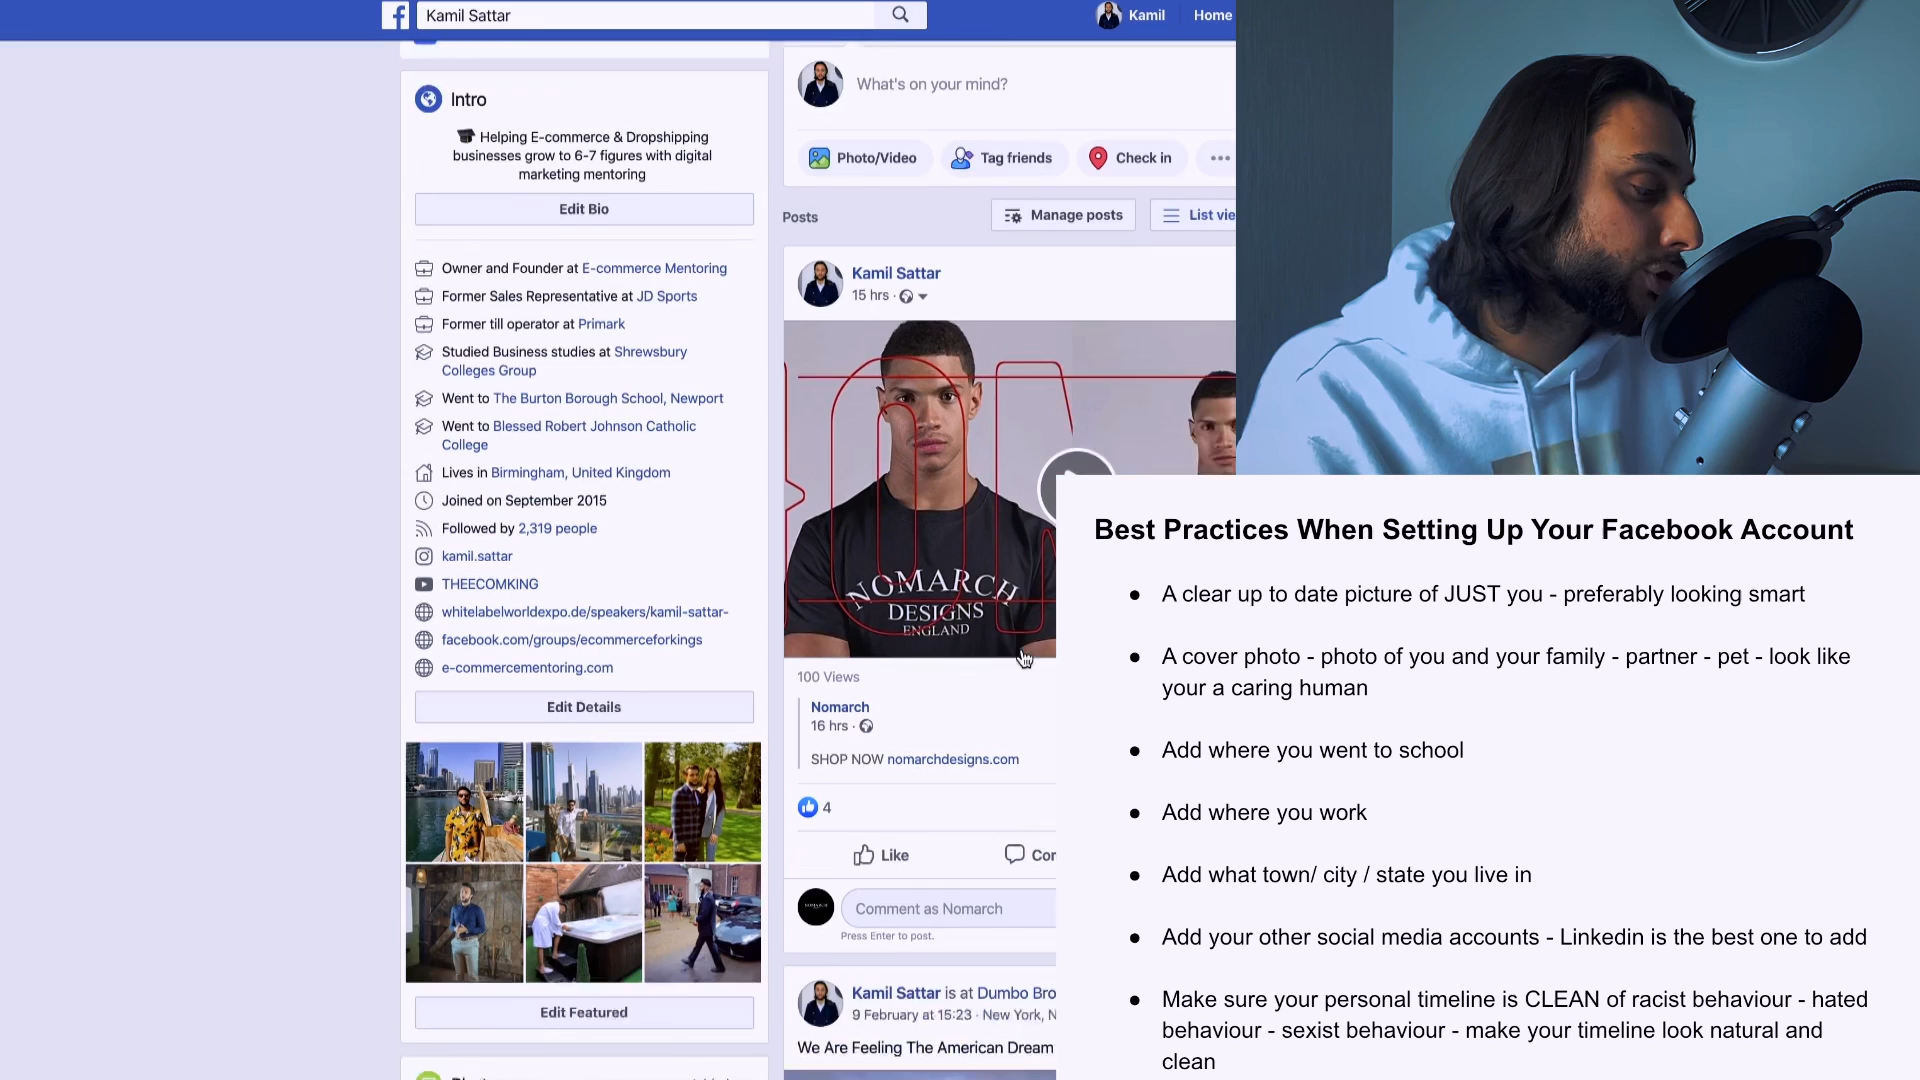 Kamil Sattar
Kamil
Home
Intro
Helping E-commerce & Dropshipping
businesses grow to 6-7 figures with digital
marketing mentoring
Edit Bio
Owner and Founder at E-commerce Mentoring
Former Sales Representative at JD Sports
Former till operator at Primark
Studied Business studies at Shrewsbury
Colleges Group
Went to The Burton Borough School, Newport
Went to Blessed Robert Johnson Catholic
College
Lives in Birmingham, United Kingdom
Joined on September 2015
Followed by 2,319 people
kamil.sattar
THEECOMKING
whitelabelworldexpo.de/speakers/kamil-sattar-
facebook.com/groups/ecommerceforkings
e-commercementoring.com
Edit Details
Edit Featured
What's on your mind?
Photo/Video
Tag friends
Check in
Posts
Manage posts
List vie
Kamil Sattar
15 hrs ·
NOMARCH
DESIGNS
ENGLAND
100 Views
Nomarch
16 hrs ·
SHOP NOW nomarchdesigns.com
4
Like
Cor
NOMARCH
Comment as Nomarch
Press Enter to post.
Kamil Sattar is at Dumbo Bro
9 February at 15:23 · New York, N
We Are Feeling The American Dream
Best Practices When Setting Up Your Facebook Account
● A clear up to date picture of JUST you - preferably looking smart
● A cover photo - photo of you and your family - partner - pet - look like
your a caring human
● Add where you went to school
● Add where you work
● Add what town/ city / state you live in
● Add your other social media accounts - Linkedin is the best one to add
● Make sure your personal timeline is CLEAN of racist behaviour - hated
behaviour - sexist behaviour - make your timeline look natural and
clean